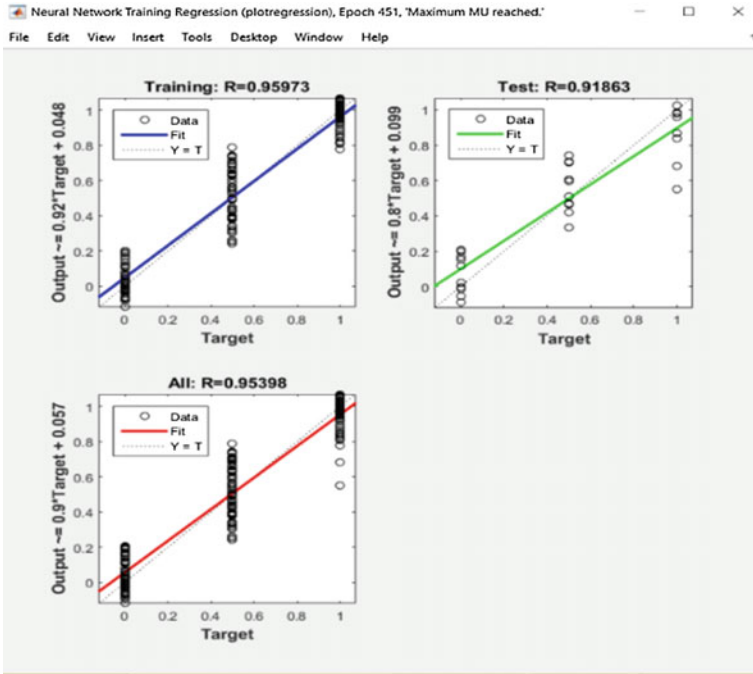 Neural Network Training Regression (plotregression), Epoch 451, 'Maximum MU reached.'
File Edit View Insert Tools Desktop Window Help
Training: R=0.95973
Output ~= 0.92*Target + 0.048
1
0.8
0.6
0.4
0.2
0
Data
Fit
Y = T
0 0.2 0.4 0.6 0.8 1
Target
Test: R=0.91863
Output ~= 0.8*Target + 0.099
1
0.8
0.6
0.4
0.2
0
Data
Fit
Y = T
0 0.2 0.4 0.6 0.8 1
Target
All: R=0.95398
Output ~= 0.9*Target + 0.057
1
0.8
0.6
0.4
0.2
0
Data
Fit
Y = T
0 0.2 0.4 0.6 0.8 1
Target